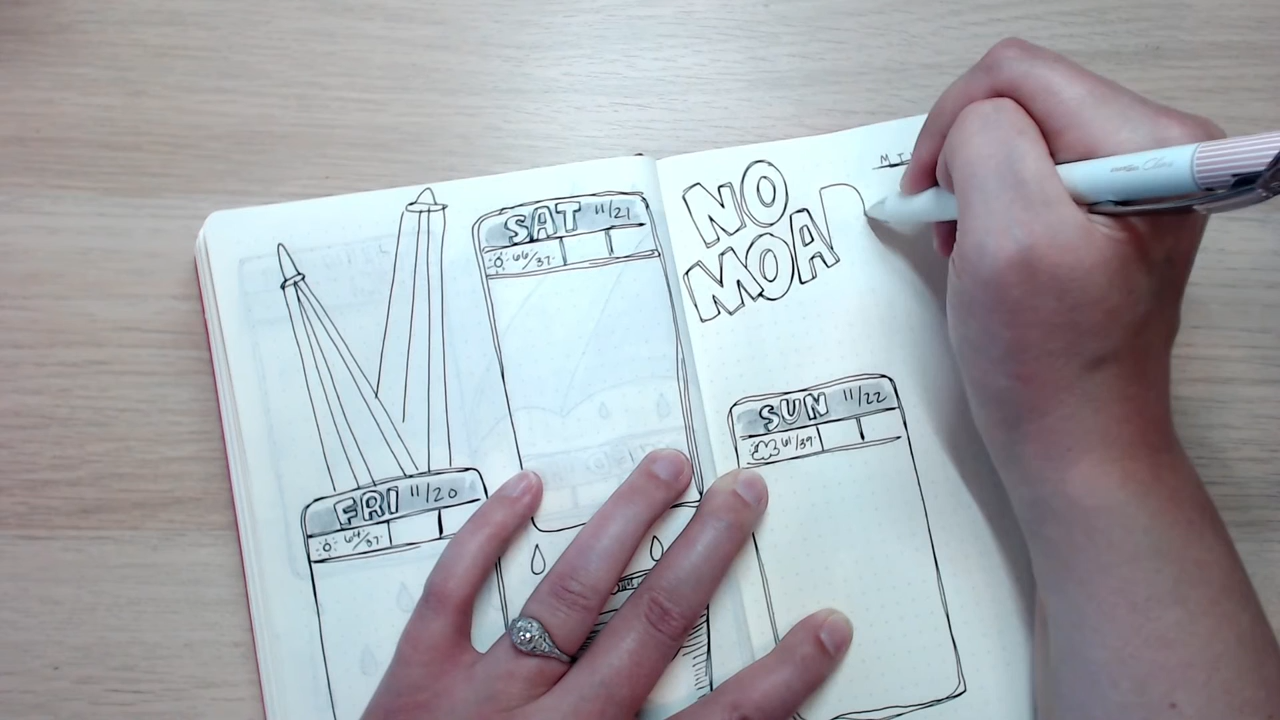 SAT 11/21
66/37
NO
MOA
FRI 11/20
64/37
SUN 11/22
61/39